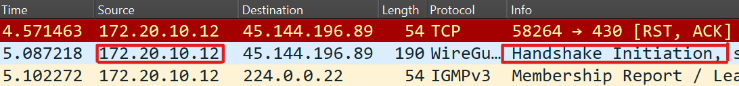 Time Source Destination Length Protocol Info
4.571463 172.20.10.12 45.144.196.89 54 TCP 58264 → 430 [RST, ACK]
5.087218 172.20.10.12 45.144.196.89 190 WireGu… Handshake Initiation, s
5.102272 172.20.10.12 224.0.0.22 54 IGMPv3 Membership Report / Lea